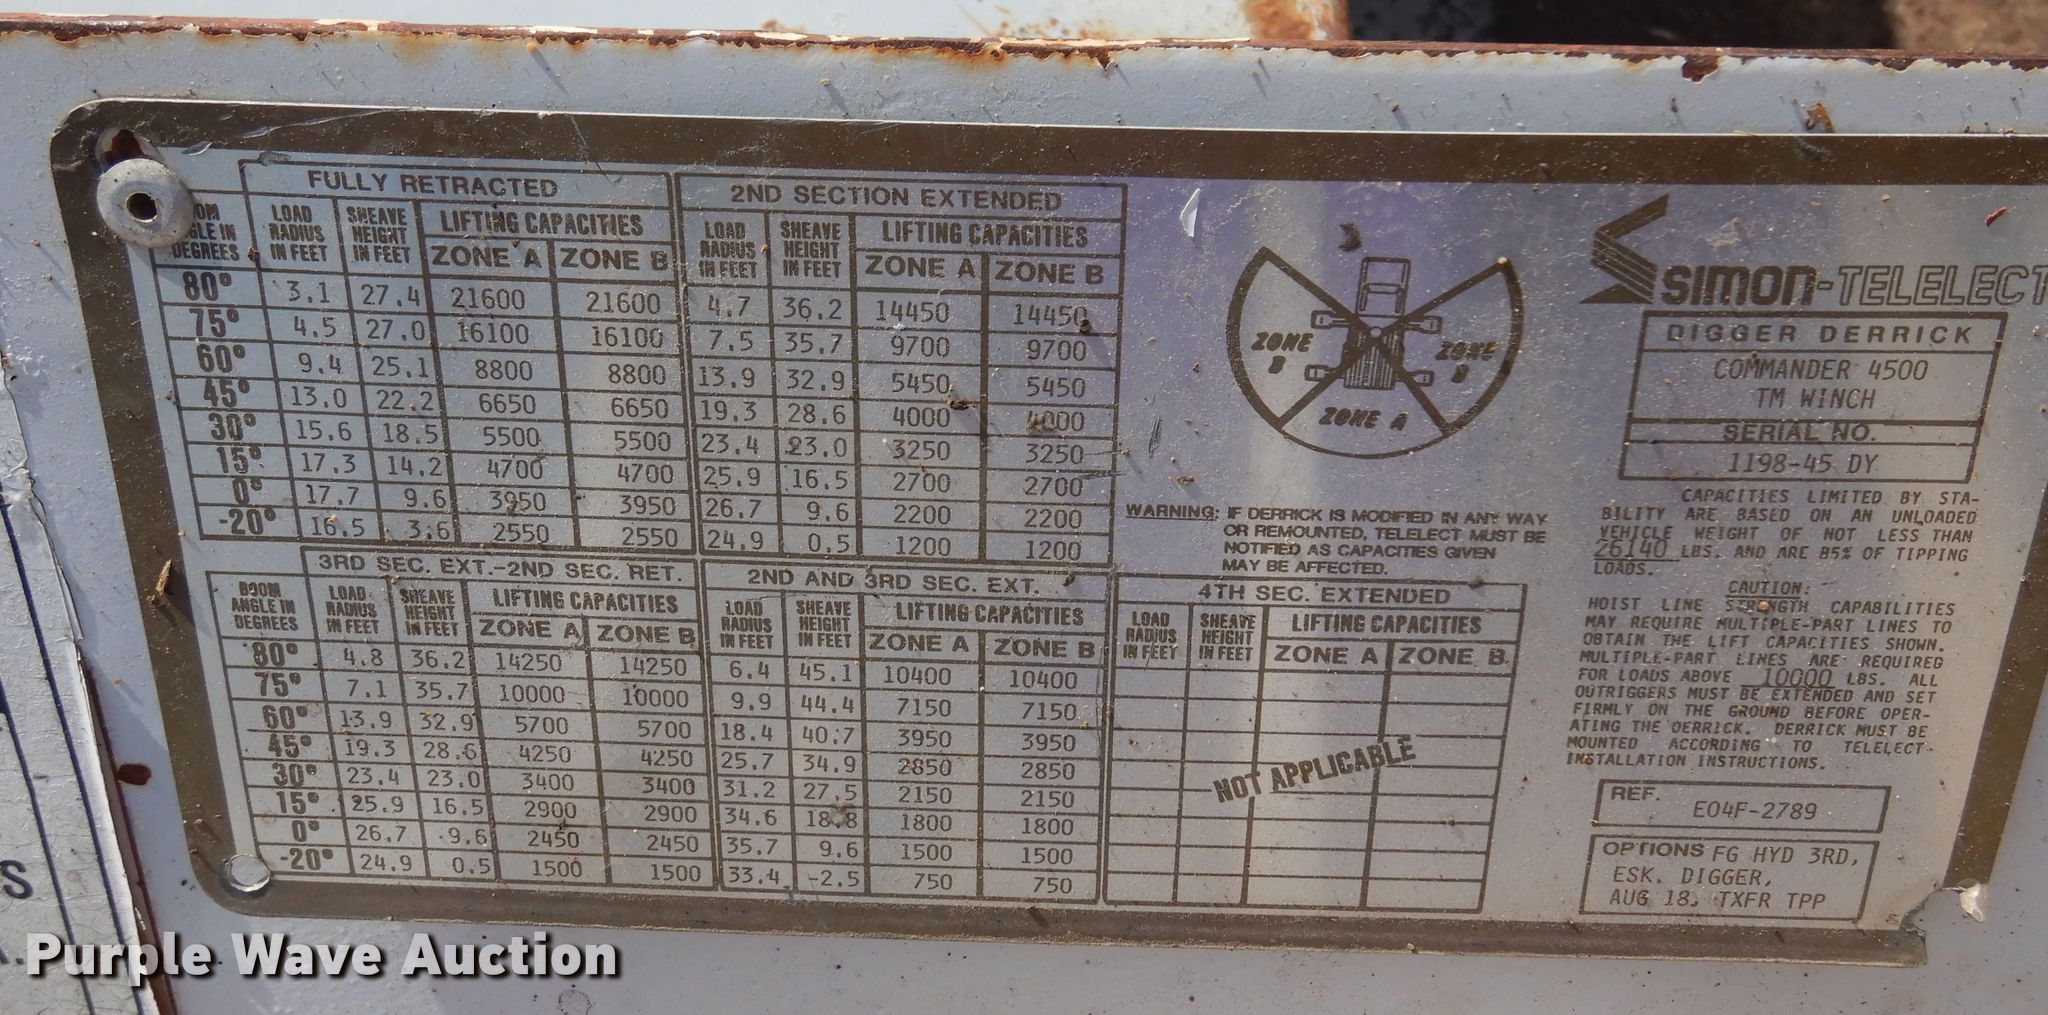 FULLY RETRACTED
BOOM ANGLE IN DEGREES | LOAD RADIUS IN FEET | SHEAVE HEIGHT IN FEET | LIFTING CAPACITIES
ZONE A | ZONE B
80° 3.1 27.4 21600 21600
75° 4.5 27.0 16100 16100
60° 9.4 25.1 8800 8800
45° 13.0 22.2 6650 6650
30° 15.6 18.5 5500 5500
15° 17.3 14.2 4700 4700
0° 17.7 9.6 3950 3950
-20° 16.5 3.6 2550 2550
2ND SECTION EXTENDED
LOAD RADIUS IN FEET | SHEAVE HEIGHT IN FEET | LIFTING CAPACITIES
ZONE A | ZONE B
4.7 36.2 14450 14450
7.5 35.7 9700 9700
13.9 32.9 5450 5450
19.3 28.6 4000 4000
23.4 23.0 3250 3250
25.9 16.5 2700 2700
26.7 9.6 2200 2200
24.9 0.5 1200 1200
3RD SEC. EXT.-2ND SEC. RET.
BOOM ANGLE IN DEGREES | LOAD RADIUS IN FEET | SHEAVE HEIGHT IN FEET | LIFTING CAPACITIES
ZONE A | ZONE B
80° 4.8 36.2 14250 14250
75° 7.1 35.7 10000 10000
60° 13.9 32.9 5700 5700
45° 19.3 28.6 4250 4250
30° 23.4 23.0 3400 3400
15° 25.9 16.5 2900 2900
0° 26.7 9.6 2450 2450
-20° 24.9 0.5 1500 1500
2ND AND 3RD SEC. EXT.
LOAD RADIUS IN FEET | SHEAVE HEIGHT IN FEET | LIFTING CAPACITIES
ZONE A | ZONE B
6.4 45.1 10400 10400
9.9 44.4 7150 7150
18.4 40.7 3950 3950
25.7 34.9 2850 2850
31.2 27.5 2150 2150
34.6 18.8 1800 1800
35.7 9.6 1500 1500
33.4 -2.5 750 750
ZONE B
ZONE B
ZONE A
WARNING: IF DERRICK IS MODIFIED IN ANY WAY
OR REMOUNTED, TELELECT MUST BE
NOTIFIED AS CAPACITIES GIVEN
MAY BE AFFECTED.
4TH SEC. EXTENDED
LOAD RADIUS IN FEET | SHEAVE HEIGHT IN FEET | LIFTING CAPACITIES
ZONE A | ZONE B
NOT APPLICABLE
SIMON-TELELECT
DIGGER DERRICK
COMMANDER 4500
TM WINCH
SERIAL NO.
1198-45 DY
CAPACITIES LIMITED BY STA-
BILITY ARE BASED ON AN UNLOADED
VEHICLE WEIGHT OF NOT LESS THAN
26140 LBS. AND ARE 85% OF TIPPING
LOADS.
CAUTION:
HOIST LINE STRENGTH CAPABILITIES
MAY REQUIRE MULTIPLE-PART LINES TO
OBTAIN THE LIFT CAPACITIES SHOWN.
MULTIPLE-PART LINES ARE REQUIRED
FOR LOADS ABOVE 10000 LBS. ALL
OUTRIGGERS MUST BE EXTENDED AND SET
FIRMLY ON THE GROUND BEFORE OPER-
ATING THE DERRICK. DERRICK MUST BE
MOUNTED ACCORDING TO TELELECT
INSTALLATION INSTRUCTIONS.
REF.
E04F-2789
OPTIONS FG HYD 3RD,
ESK. DIGGER,
AUG 18, TXFR TPP
S
Purple Wave Auction